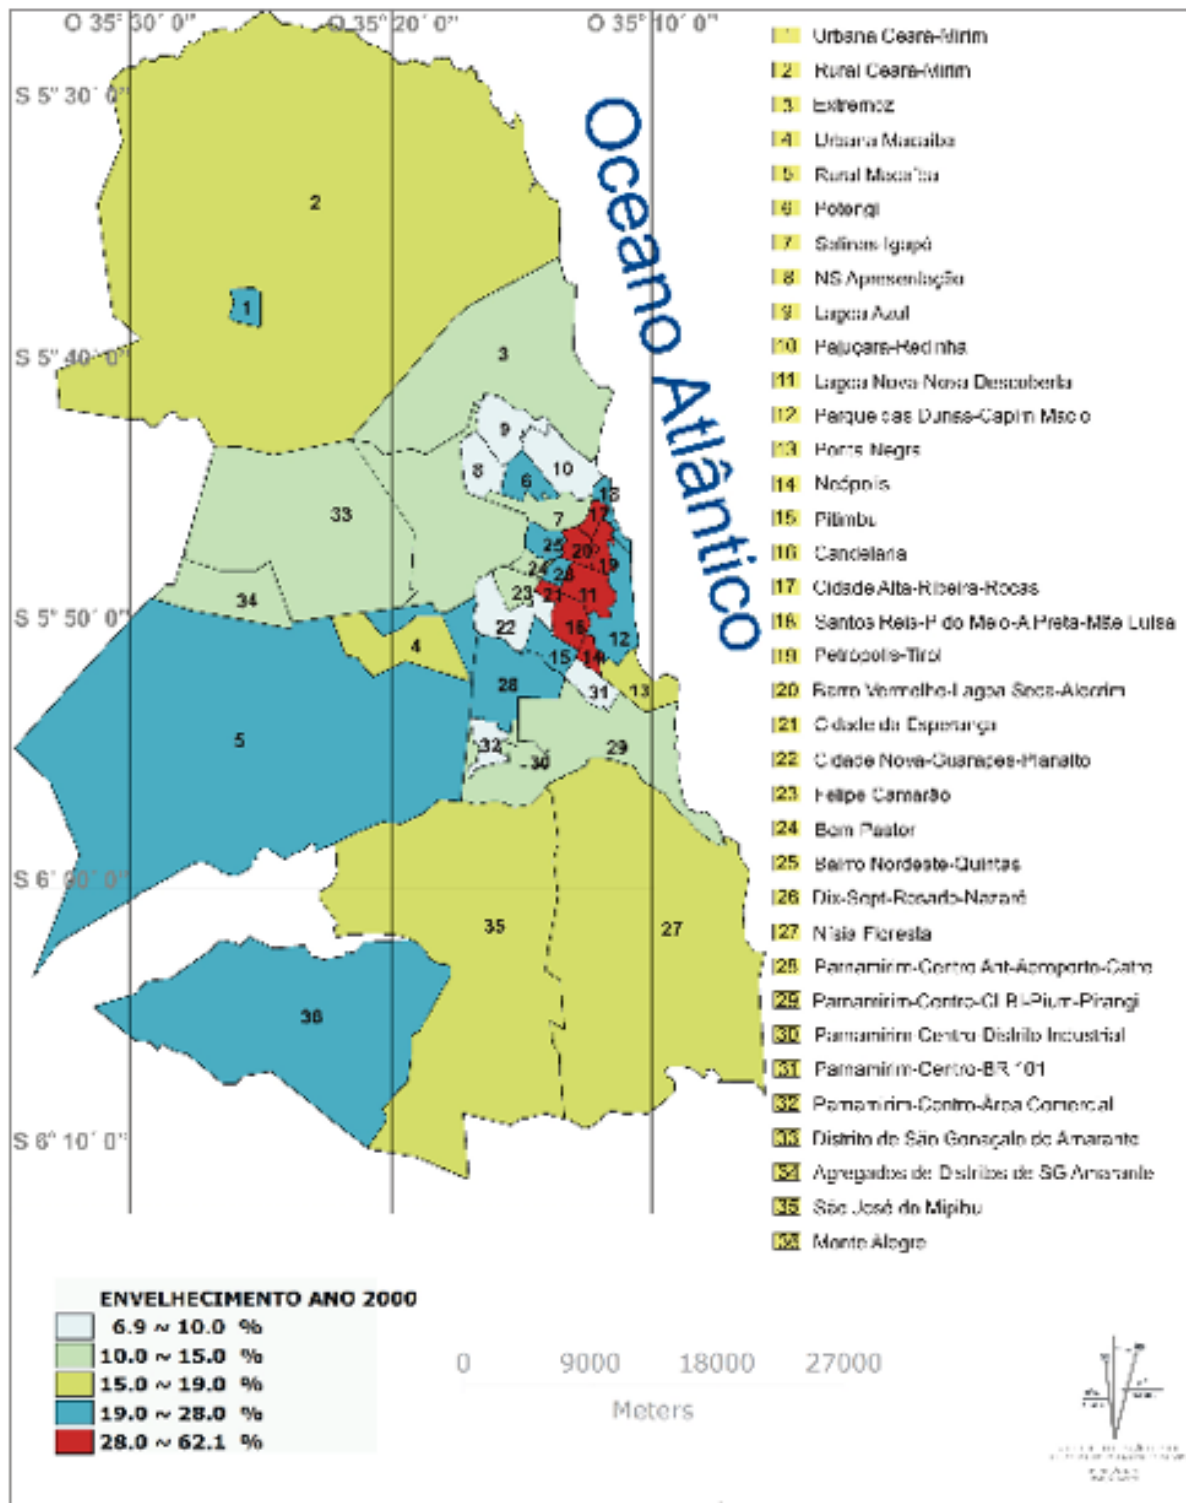 O 35° 30´ 0" O 35° 20´ 0" O 35° 10´ 0"
S 5° 30´ 0"
S 5° 40´ 0"
S 5° 50´ 0"
S 6° 00´ 0"
S 6° 10´ 0"
Oceano Atlântico
2
1
3
9
8
10
6
18
7
17
33
25
20
19
24
26
34
23
21
11
22
16
12
4
15
14
28
31
13
5
32
30
29
35
27
36
1 Urbana Ceará-Mirim
2 Rural Ceará-Mirim
3 Extremoz
4 Urbana Macaíba
5 Rural Macaíba
6 Potengi
7 Salinas-Igapó
8 NS Apresentação
9 Lagoa Azul
10 Pajuçara-Redinha
11 Lagoa Nova-Nova Descoberta
12 Parque das Dunas-Capim Macio
13 Ponta Negra
14 Neópolis
15 Pitimbu
16 Candelária
17 Cidade Alta-Ribeira-Rocas
18 Santos Reis-P do Meio-A Preta-Mãe Luisa
19 Petrópolis-Tirol
20 Barro Vermelho-Lagoa Seca-Alecrim
21 Cidade da Esperança
22 Cidade Nova-Guarapes-Planalto
23 Felipe Camarão
24 Bom Pastor
25 Bairro Nordeste-Quintas
26 Dix-Sept-Rosado-Nazaré
27 Nísia Floresta
28 Parnamirim-Centro Ant-Aeroporto-Catre
29 Parnamirim-Centro-CLBI-Pium-Pirangi
30 Parnamirim-Centro-Distrito Industrial
31 Parnamirim-Centro-BR 101
32 Parnamirim-Centro-Área Comercial
33 Distrito de São Gonaçalo do Amarante
34 Agregados de Distritos de SG Amarante
35 São José do Mipibu
36 Monte Alegre
ENVELHECIMENTO ANO 2000
6.9 ~ 10.0 %
10.0 ~ 15.0 %
15.0 ~ 19.0 %
19.0 ~ 28.0 %
28.0 ~ 62.1 %
0 9000 18000 27000
Meters